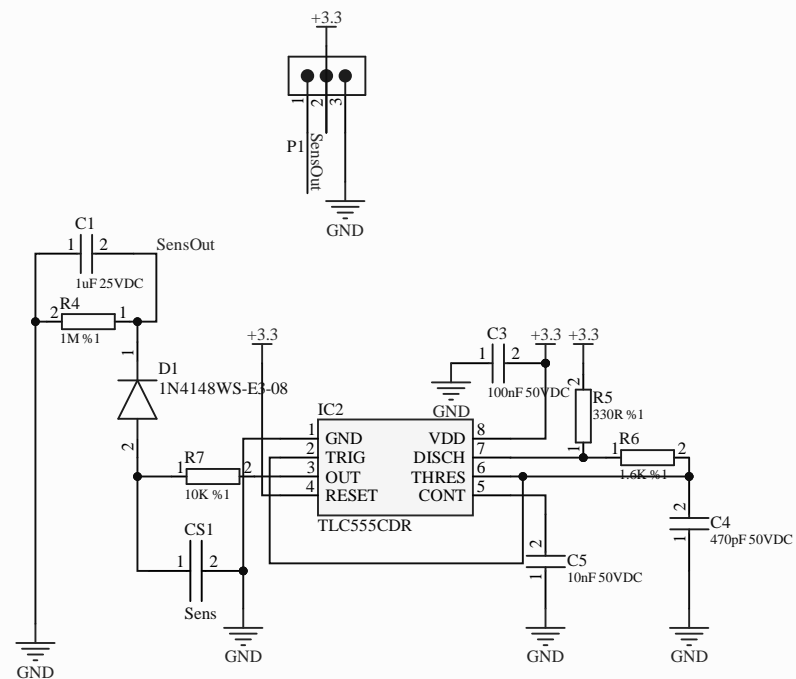 +3.3
1
2
3
P1
SensOut
GND
C1
1
2
SensOut
1uF 25VDC
R4
2
1
1M %1
1
D1
1N4148WS-E3-08
2
+3.3
R7
1
2
10K %1
CS1
1
2
Sens
GND
GND
IC2
1
GND
2
TRIG
3
OUT
4
RESET
VDD
8
DISCH
7
THRES
6
CONT
5
TLC555CDR
C3
1
2
100nF 50VDC
GND
+3.3
+3.3
2
R5
330R %1
1
R6
1
2
1.6K %1
2
C4
470pF 50VDC
1
GND
2
C5
10nF 50VDC
1
GND